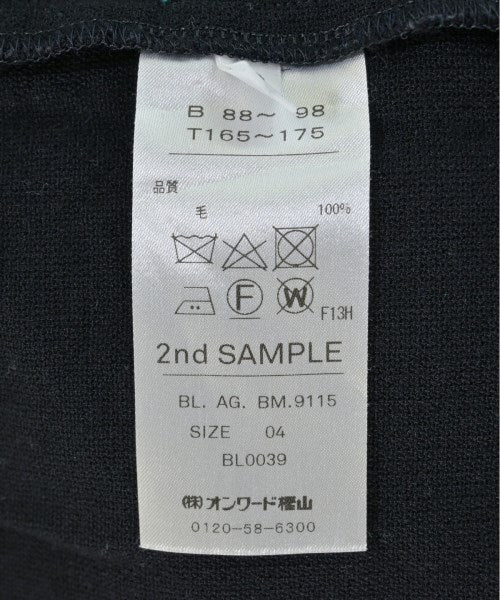 B 88～98
T165～175
品質
毛 100%
F W F13H
2nd SAMPLE
BL. AG. BM.9115
SIZE 04
BL0039
㈱オンワード樫山
0120-58-6300